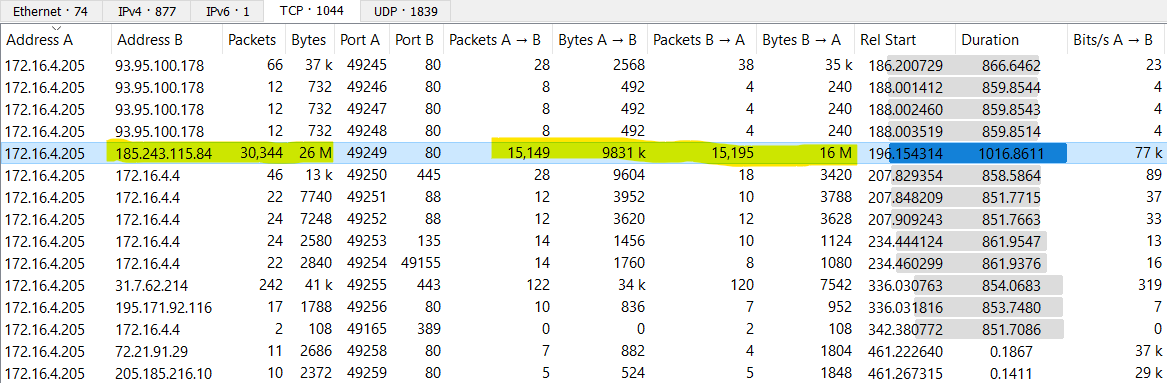 Ethernet · 74 IPv4 · 877 IPv6 · 1 TCP · 1044 UDP · 1839
Address A Address B Packets Bytes Port A Port B Packets A → B Bytes A → B Packets B → A Bytes B → A Rel Start Duration Bits/s A → B
172.16.4.205 93.95.100.178 66 37 k 49245 80 28 2568 38 35 k 186.200729 866.6462 23
172.16.4.205 93.95.100.178 12 732 49246 80 8 492 4 240 188.001412 859.8544 4
172.16.4.205 93.95.100.178 12 732 49247 80 8 492 4 240 188.002460 859.8543 4
172.16.4.205 93.95.100.178 12 732 49248 80 8 492 4 240 188.003519 859.8514 4
172.16.4.205 185.243.115.84 30,344 26 M 49249 80 15,149 9831 k 15,195 16 M 196.154314 1016.8611 77 k
172.16.4.205 172.16.4.4 46 13 k 49250 445 28 9604 18 3420 207.829354 858.5864 89
172.16.4.205 172.16.4.4 22 7740 49251 88 12 3952 10 3788 207.848209 851.7715 37
172.16.4.205 172.16.4.4 24 7248 49252 88 12 3620 12 3628 207.909243 851.7663 33
172.16.4.205 172.16.4.4 24 2580 49253 135 14 1456 10 1124 234.444124 861.9547 13
172.16.4.205 172.16.4.4 22 2840 49254 49155 14 1760 8 1080 234.460299 861.9376 16
172.16.4.205 31.7.62.214 242 41 k 49255 443 122 34 k 120 7542 336.030763 854.0683 319
172.16.4.205 195.171.92.116 17 1788 49256 80 10 836 7 952 336.031816 853.7480 7
172.16.4.205 172.16.4.4 2 108 49165 389 0 0 2 108 342.380772 851.7086 0
172.16.4.205 72.21.91.29 11 2686 49258 80 7 882 4 1804 461.222640 0.1867 37 k
172.16.4.205 205.185.216.10 10 2372 49259 80 5 524 5 1848 461.267315 0.1411 29 k